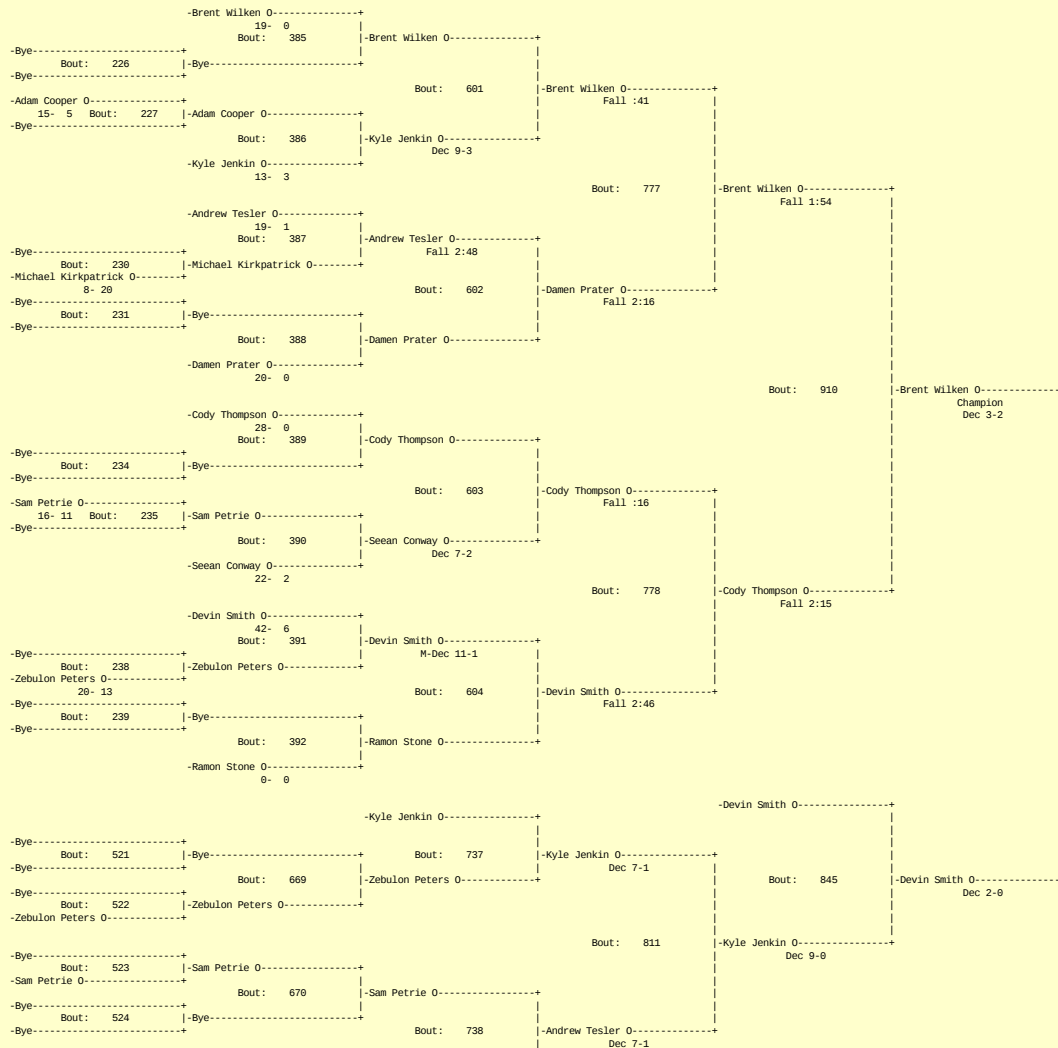 -Brent Wilken O--------------+
19-  0                |
Bout:    385         |-Brent Wilken O--------------+
-Bye------------------------+                            |                            |
Bout:    226         |-Bye------------------------+                            |
-Bye------------------------+                                                         |
Bout:    601         |-Brent Wilken O--------------+
-Adam Cooper O---------------+                                                         |         Fall :41             |
15-  5   Bout:    227     |-Adam Cooper O---------------+                            |                            |
-Bye------------------------+                            |                            |                            |
Bout:    386         |-Kyle Jenkin O---------------+                            |
|           Dec 9-3                                       |
-Kyle Jenkin O---------------+                                                         |
13-  3                                                     Bout:    777         |-Brent Wilken O--------------+
|         Fall 1:54            |
-Andrew Tesler O-------------+                                                         |                            |
19-  1                |                                                         |                            |
Bout:    387         |-Andrew Tesler O-------------+                            |                            |
-Bye------------------------+                            |         Fall 2:48            |                            |                            |
Bout:    230         |-Michael Kirkpatrick O-------+                            |                            |                            |
-Michael Kirkpatrick O-------+                                                         |                            |                            |
8- 20                                      Bout:    602         |-Damen Prater O--------------+                            |
-Bye------------------------+                                                         |         Fall 2:16                                         |
Bout:    231         |-Bye------------------------+                            |                                                         |
-Bye------------------------+                            |                            |                                                         |
Bout:    388         |-Damen Prater O--------------+                                                         |
|                                                                                      |
-Damen Prater O--------------+                                                                                      |
20-  0                                                                                  Bout:    910         |-Brent Wilken O--------------
Champion
-Cody Thompson O-------------+                                                                                      |           Dec 3-2
28-  0                |                                                                                      |
Bout:    389         |-Cody Thompson O-------------+                                                         |
-Bye------------------------+                            |                            |                                                         |
Bout:    234         |-Bye------------------------+                            |                                                         |
-Bye------------------------+                                                         |                                                         |
Bout:    603         |-Cody Thompson O-------------+                            |
-Sam Petrie O----------------+                                                         |         Fall :16             |                            |
16- 11   Bout:    235     |-Sam Petrie O----------------+                            |                            |                            |
-Bye------------------------+                            |                            |                            |                            |
Bout:    390         |-Seean Conway O--------------+                            |                            |
|           Dec 7-2                                       |                            |
-Seean Conway O--------------+                                                         |                            |
22-  2                                                     Bout:    778         |-Cody Thompson O-------------+
|         Fall 2:15
-Devin Smith O---------------+                                                         |
42-  6                |                                                         |
Bout:    391         |-Devin Smith O---------------+                            |
-Bye------------------------+                            |        M-Dec 11-1            |                            |
Bout:    238         |-Zebulon Peters O------------+                            |                            |
-Zebulon Peters O------------+                                                         |                            |
20- 13                                      Bout:    604         |-Devin Smith O---------------+
-Bye------------------------+                                                         |         Fall 2:46
Bout:    239         |-Bye------------------------+                            |
-Bye------------------------+                            |                            |
Bout:    392         |-Ramon Stone O---------------+
|
-Ramon Stone O---------------+
0-  0
-Devin Smith O---------------+
-Kyle Jenkin O---------------+                                                         |
-Bye------------------------+                                                         |                                                         |
Bout:    521         |-Bye------------------------+        Bout:    737         |-Kyle Jenkin O---------------+                            |
-Bye------------------------+                            |                            |           Dec 7-1            |                            |
Bout:    669         |-Zebulon Peters O------------+                            |        Bout:    845         |-Devin Smith O---------------
-Bye------------------------+                            |                                                         |                            |           Dec 2-0
Bout:    522         |-Zebulon Peters O------------+                                                         |                            |
-Zebulon Peters O------------+                                                                                      |                            |
Bout:    811         |-Kyle Jenkin O---------------+
-Bye------------------------+                                                                                      |           Dec 9-0
Bout:    523         |-Sam Petrie O----------------+                                                         |
-Sam Petrie O----------------+                            |                                                         |
Bout:    670         |-Sam Petrie O----------------+                            |
-Bye------------------------+                            |                            |                            |
Bout:    524         |-Bye------------------------+                            |                            |
-Bye------------------------+                                     Bout:    738         |-Andrew Tesler O-------------+
|           Dec 7-1